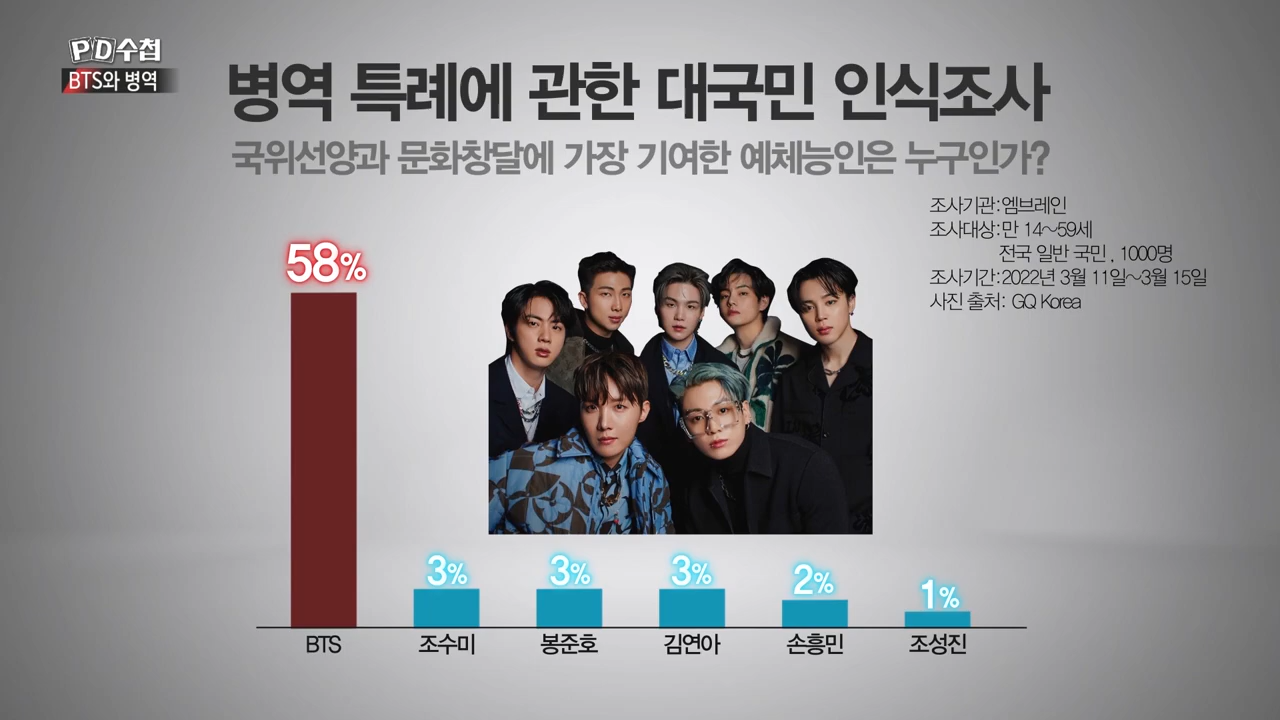 PD수첩
BTS와 병역
병역 특례에 관한 대국민 인식조사
국위선양과 문화창달에 가장 기여한 예체능인은 누구인가?
조사기관:엠브레인
조사대상:만 14~59세
전국 일반 국민, 1000명
조사기간:2022년 3월 11일~3월 15일
사진 출처: GQ Korea
58%
3%
3%
3%
2%
1%
BTS
조수미
봉준호
김연아
손흥민
조성진